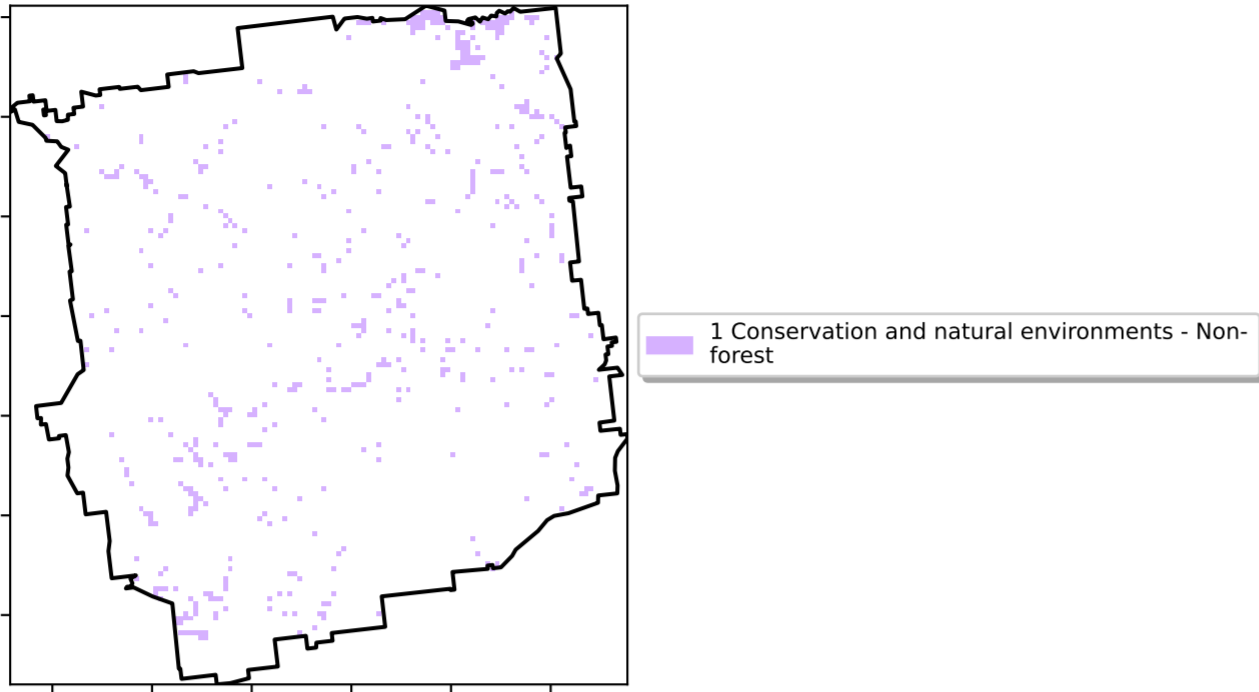 1 Conservation and natural environments - Non-
forest